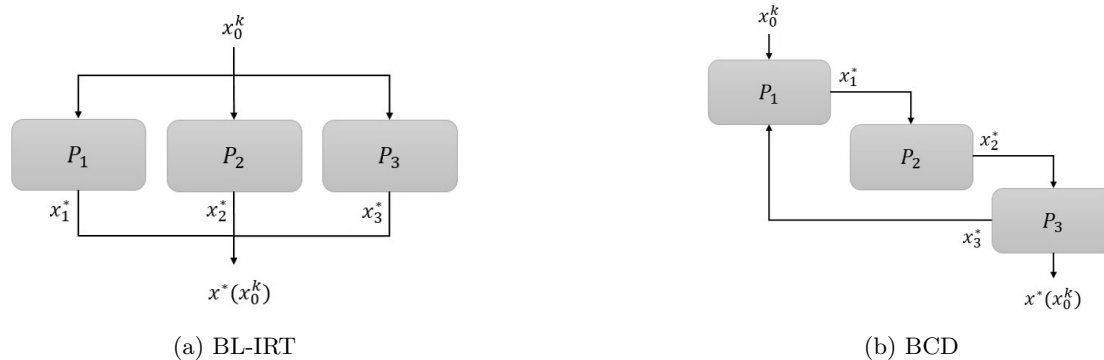 x_0^k
P_1
P_2
P_3
x_1^*
x_2^*
x_3^*
x^*(x_0^k)
(a) BL-IRT
x_0^k
P_1
x_1^*
P_2
x_2^*
P_3
x_3^*
x^*(x_0^k)
(b) BCD